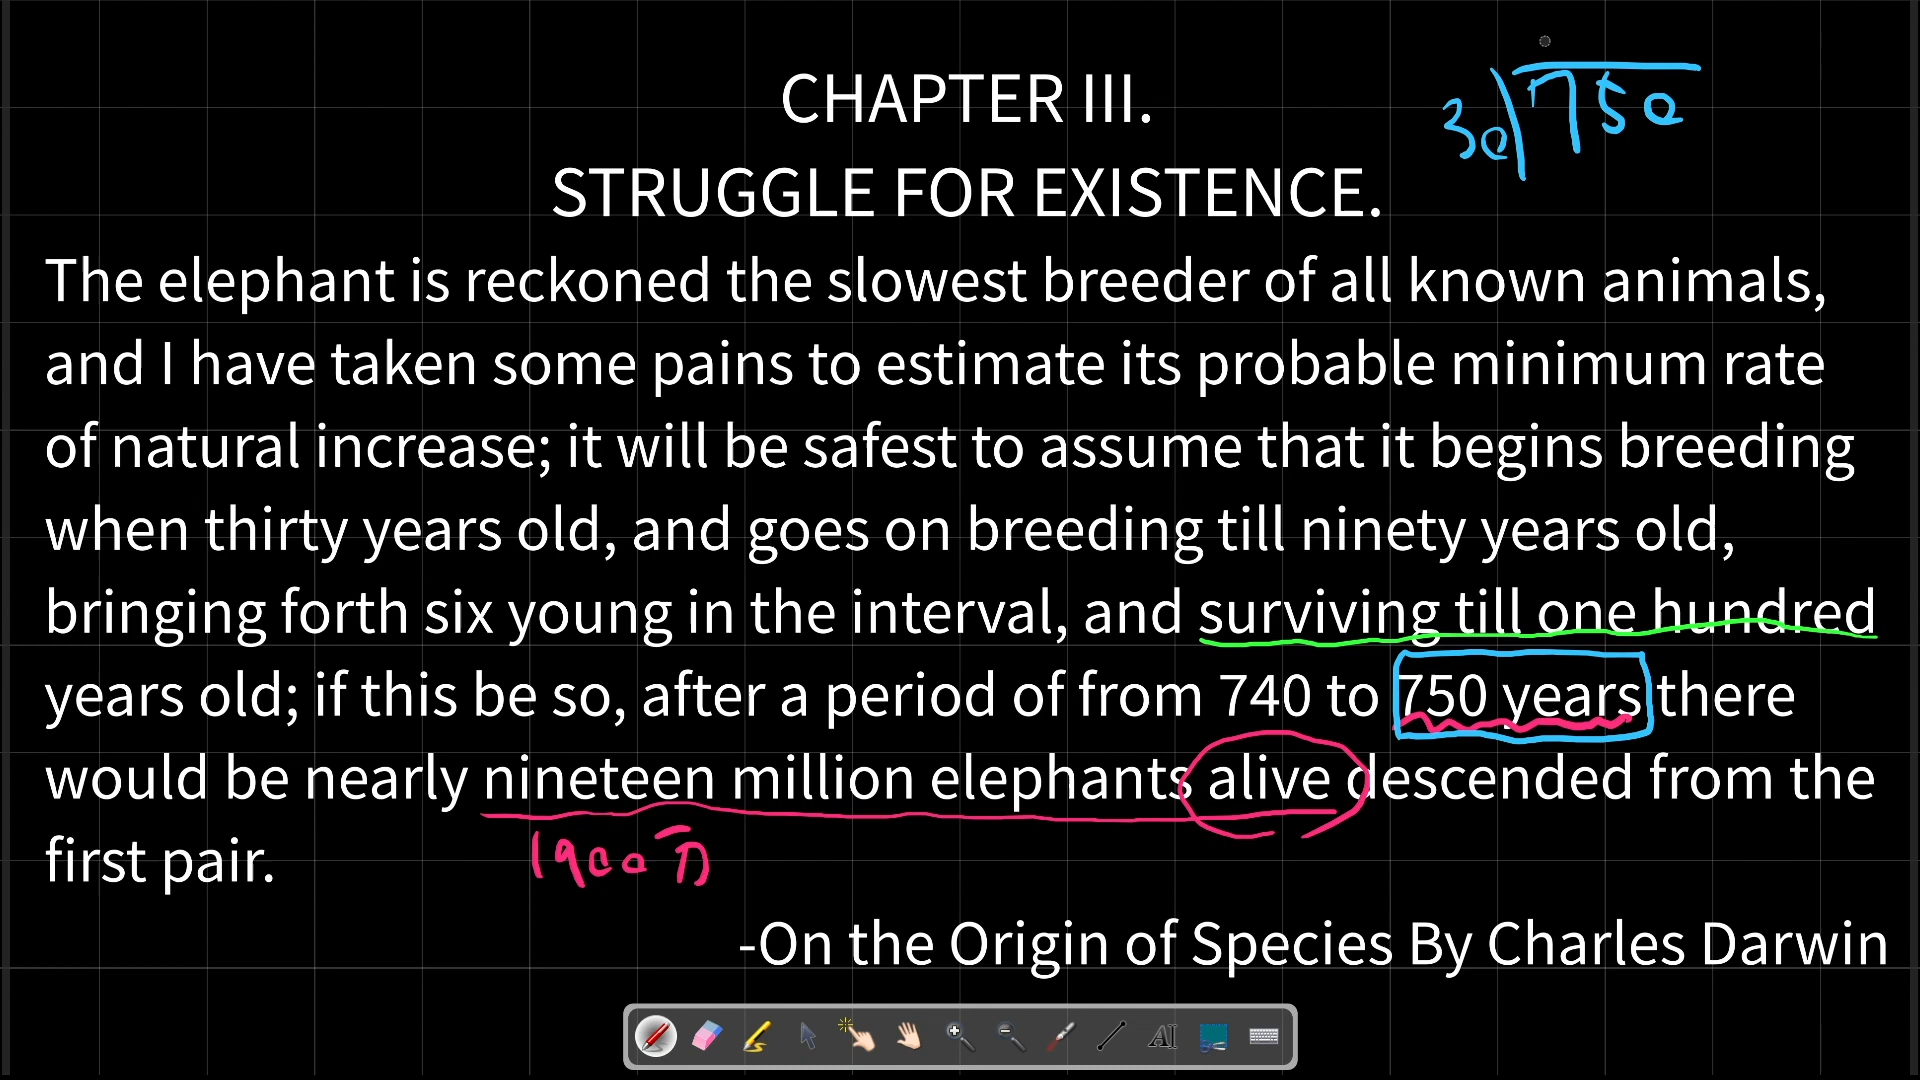 CHAPTER III.
30 750
STRUGGLE FOR EXISTENCE.
The elephant is reckoned the slowest breeder of all known animals,
and I have taken some pains to estimate its probable minimum rate
of natural increase; it will be safest to assume that it begins breeding
when thirty years old, and goes on breeding till ninety years old,
bringing forth six young in the interval, and surviving till one hundred
years old; if this be so, after a period of from 740 to 750 years there
would be nearly nineteen million elephants alive descended from the
first pair.
1900万
-On the Origin of Species By Charles Darwin
AI